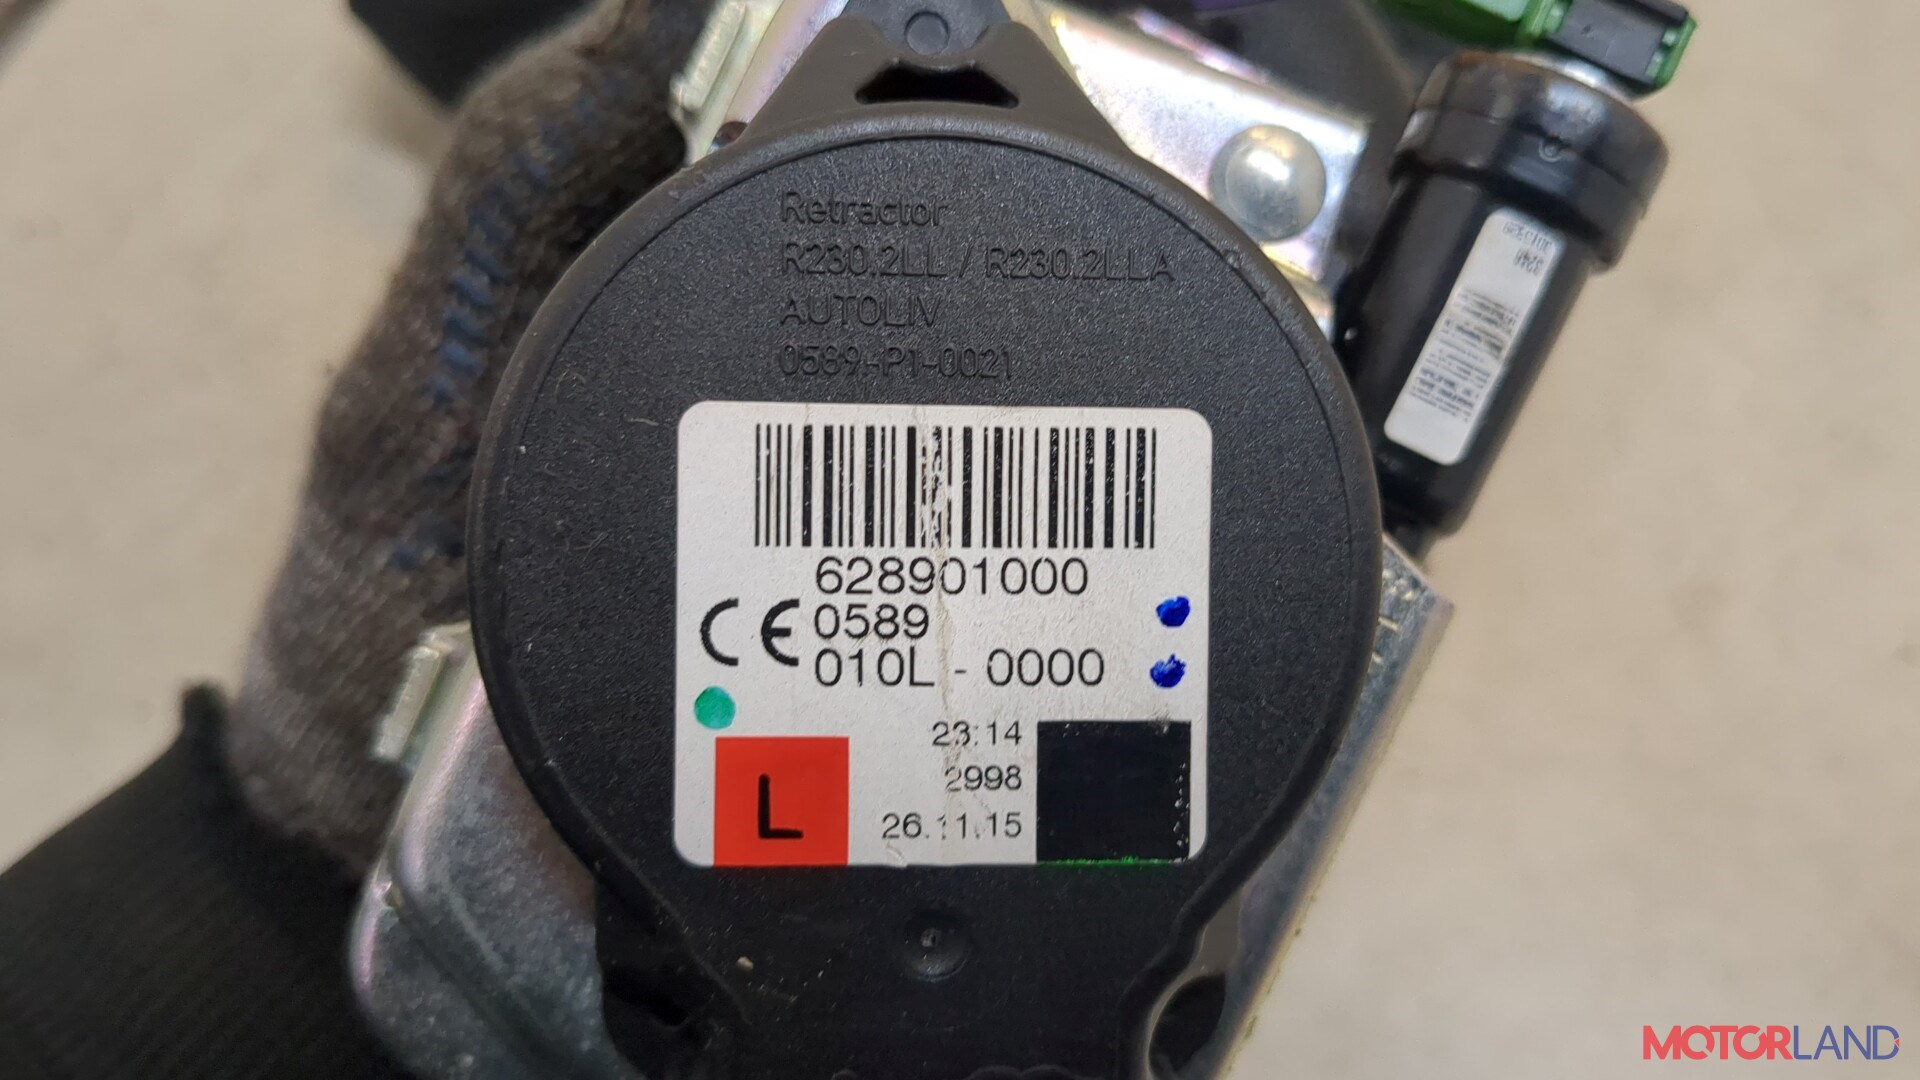 Retractor
R230.2LL / R230.2LLA
AUTOLIV
0589-P1-0021
628901000
CE 0589
010L - 0000
23:14
2998
L
26.11.15
MOTORLAND